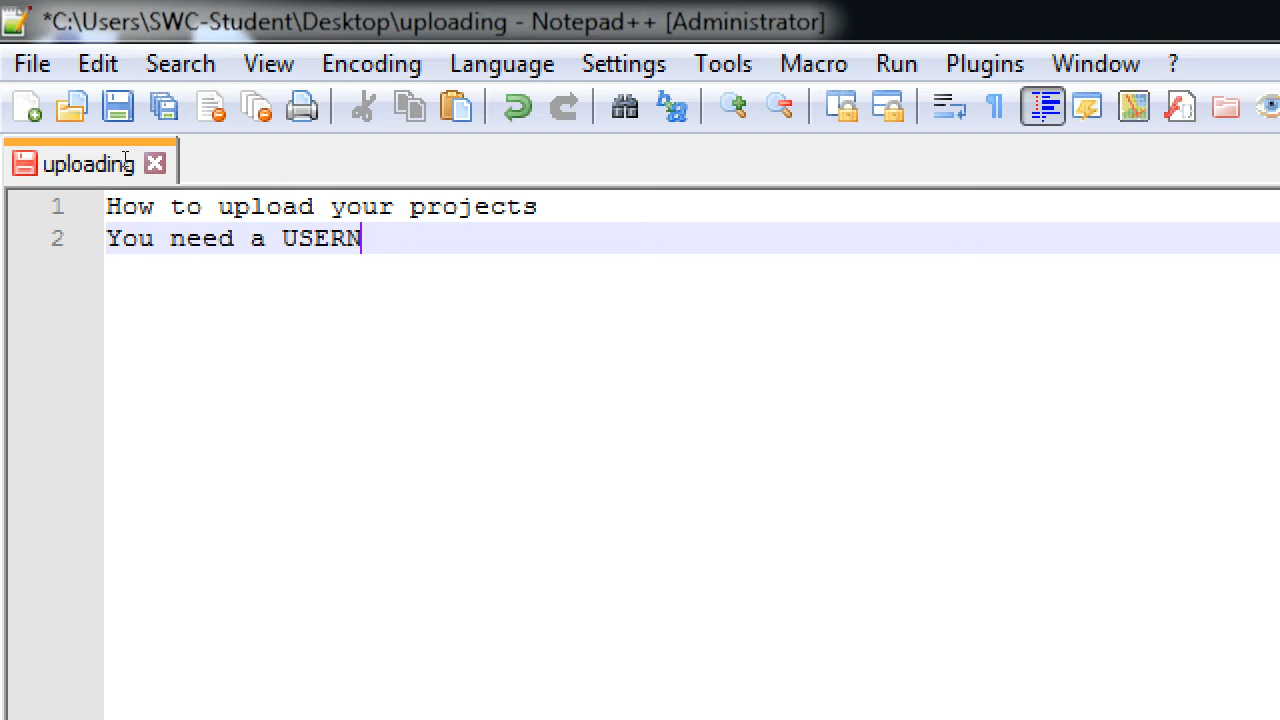 *C:\Users\SWC-Student\Desktop\uploading - Notepad++ [Administrator]
File Edit Search View Encoding Language Settings Tools Macro Run Plugins Window ?
uploading
1 How to upload your projects
2 You need a USERN